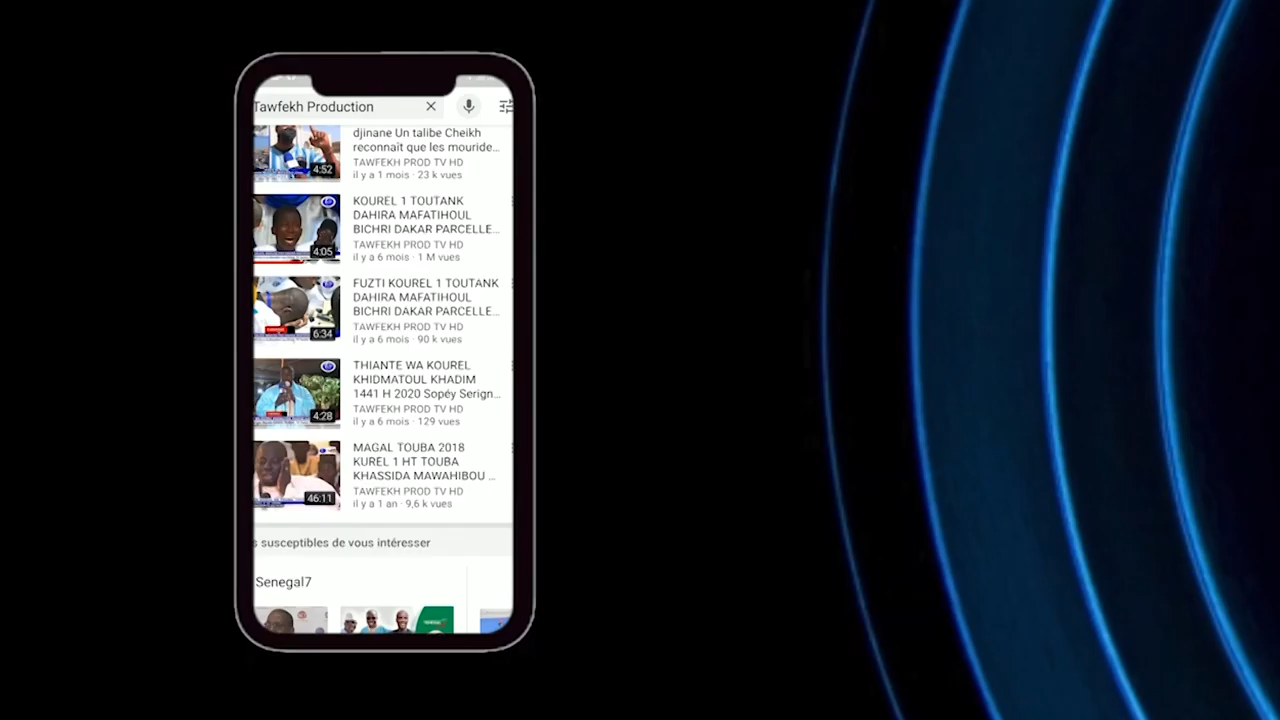 Tawfekh Production
djinane Un talibe Cheikh
reconnaît que les mouride...
TAWFEKH PROD TV HD
il y a 1 mois · 23 k vues
4:52
KOUREL 1 TOUTANK
DAHIRA MAFATIHOUL
BICHRI DAKAR PARCELLE...
TAWFEKH PROD TV HD
il y a 6 mois · 1 M vues
4:05
FUZTI KOUREL 1 TOUTANK
DAHIRA MAFATIHOUL
BICHRI DAKAR PARCELLE...
TAWFEKH PROD TV HD
il y a 6 mois · 90 k vues
6:34
THIANTE WA KOUREL
KHIDMATOUL KHADIM
1441 H 2020 Sopéy Serign...
TAWFEKH PROD TV HD
il y a 6 mois · 129 vues
4:28
MAGAL TOUBA 2018
KUREL 1 HT TOUBA
KHASSIDA MAWAHIBOU ...
TAWFEKH PROD TV HD
il y a 1 an · 9,6 k vues
46:11
s susceptibles de vous intéresser
Senegal7